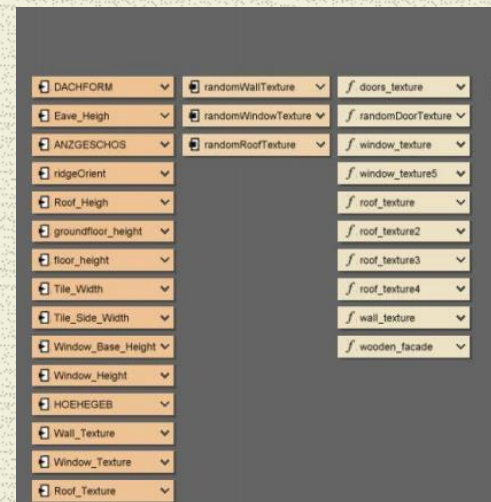 DACHFORM
Eave_Heigh
ANZGESCHOS
ridgeOrient
Roof_Heigh
groundfloor_height
floor_height
Tile_Width
Tile_Side_Width
Window_Base_Height
Window_Height
HOEHEGEB
Wall_Texture
Window_Texture
Roof_Texture
randomWallTexture
randomWindowTexture
randomRoofTexture
f doors_texture
f randomDoorTexture
f window_texture
f window_texture5
f roof_texture
f roof_texture2
f roof_texture3
f roof_texture4
f wall_texture
f wooden_facade